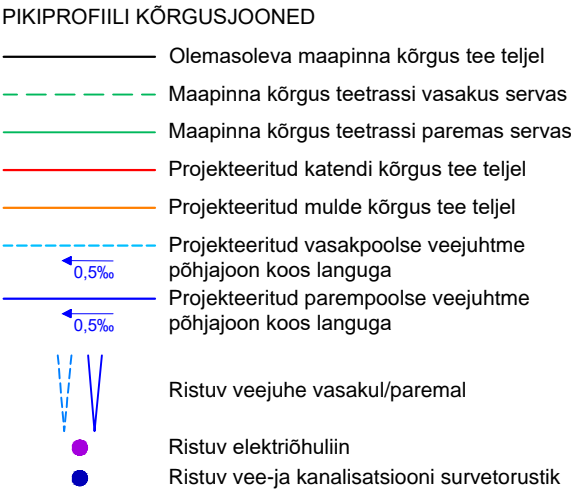 PIKIPROFIILI KÕRGUSJOONED
Olemasoleva maapinna kõrgus tee teljel
Maapinna kõrgus teetrassi vasakus servas
Maapinna kõrgus teetrassi paremas servas
Projekteeritud katendi kõrgus tee teljel
Projekteeritud mulde kõrgus tee teljel
Projekteeritud vasakpoolse veejuhtme
põhjajoon koos languga
0,5‰
Projekteeritud parempoolse veejuhtme
põhjajoon koos languga
0,5‰
Ristuv veejuhe vasakul/paremal
Ristuv elektriõhuliin
Ristuv vee-ja kanalisatsiooni survetorustik